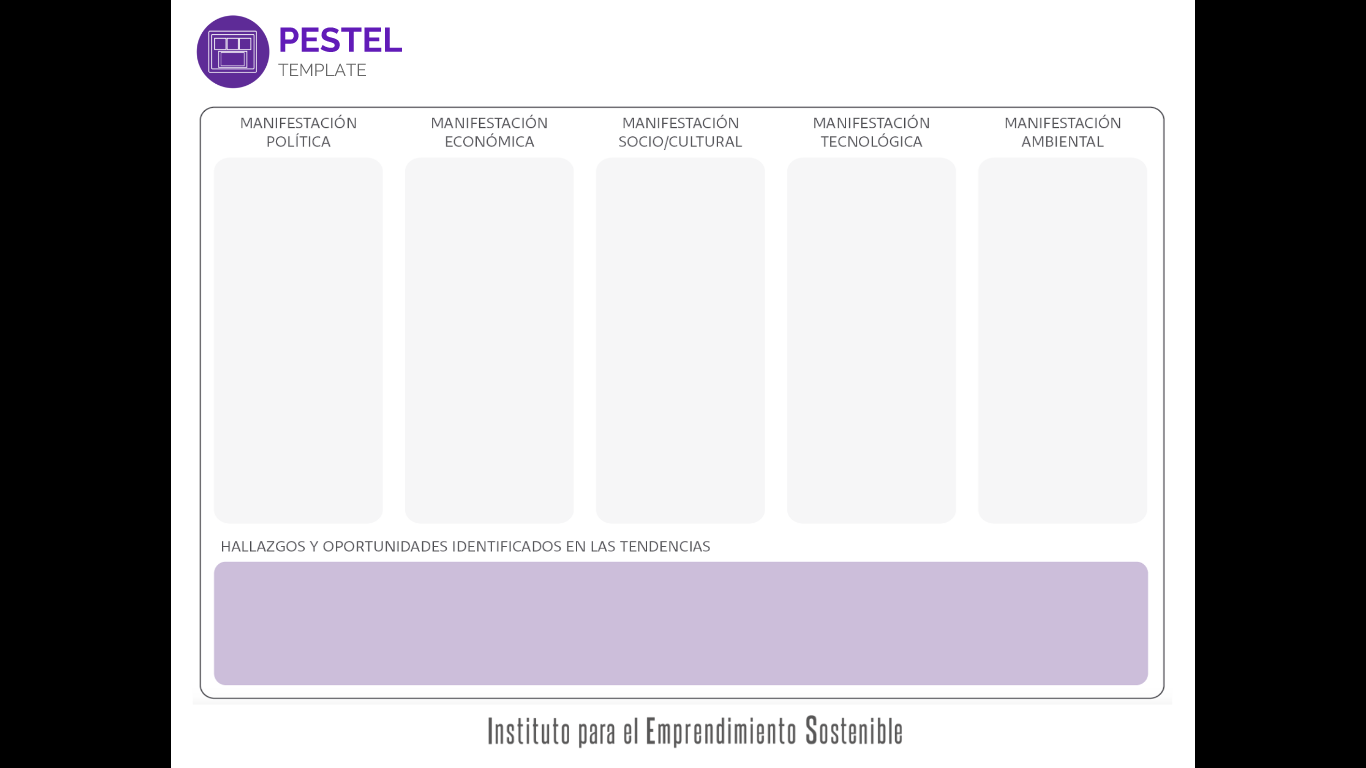 PESTEL
TEMPLATE
MANIFESTACIÓN
POLÍTICA
MANIFESTACIÓN
ECONÓMICA
MANIFESTACIÓN
SOCIO/CULTURAL
MANIFESTACIÓN
TECNOLÓGICA
MANIFESTACIÓN
AMBIENTAL
HALLAZGOS Y OPORTUNIDADES IDENTIFICADOS EN LAS TENDENCIAS
Instituto para el Emprendimiento Sostenible